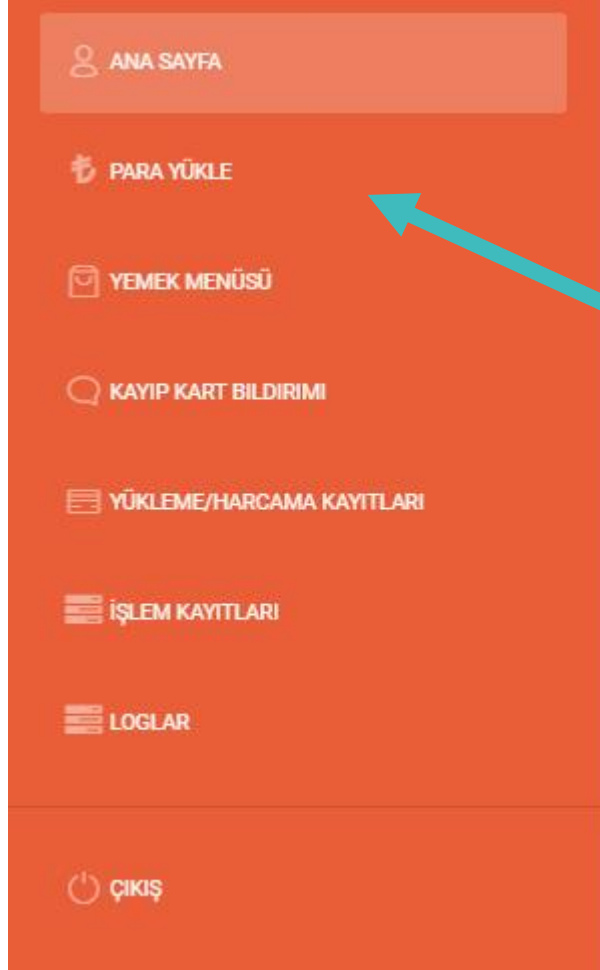 ANA SAYFA
PARA YÜKLE
YEMEK MENÜSÜ
KAYIP KART BILDIRIMI
YÜKLEME/HARCAMA KAYITLARI
İŞLEM KAYITLARI
LOGLAR
ÇIKIŞ